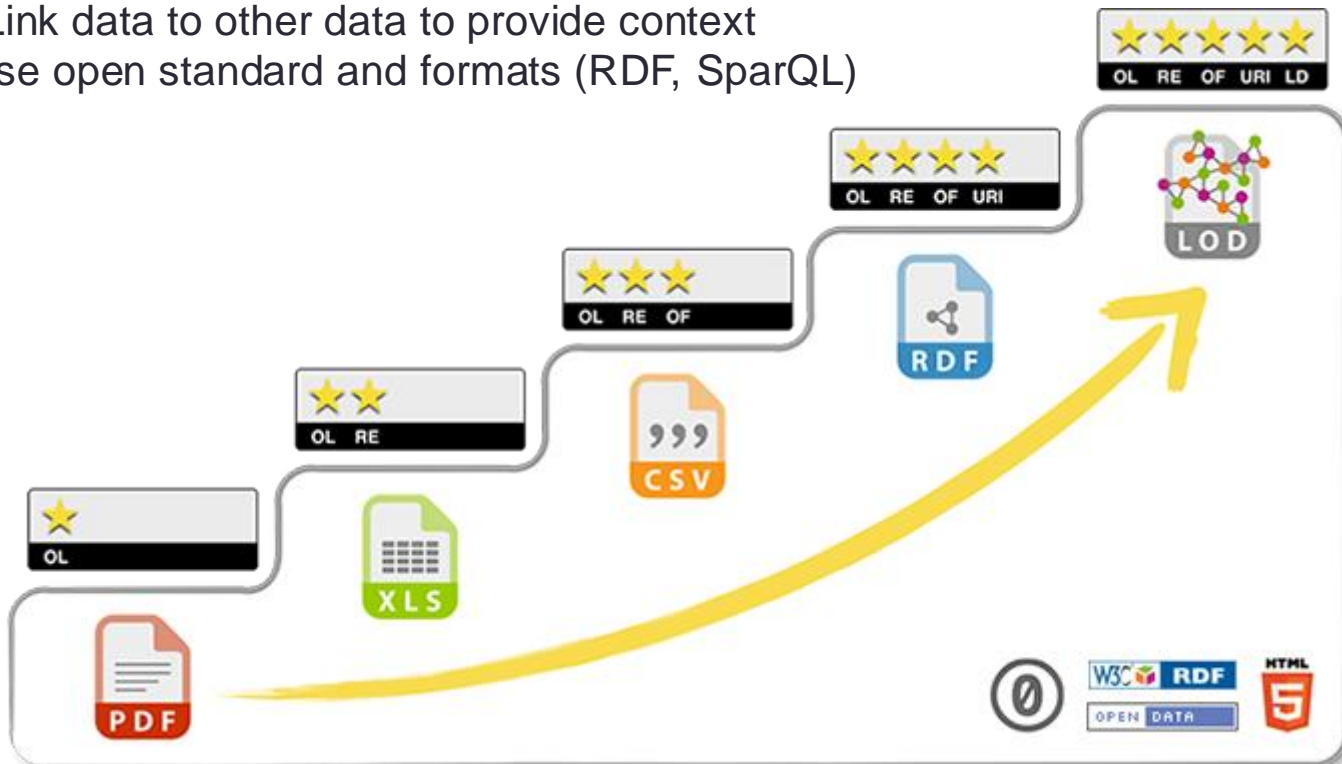 Link data to other data to provide context
se open standard and formats (RDF, SparQL)
OL RE OF URI LD
OL RE OF URI
LOD
OL RE OF
RDF
OL RE
CSV
OL
XLS
PDF
0
W3C RDF
OPEN DATA
HTML
5